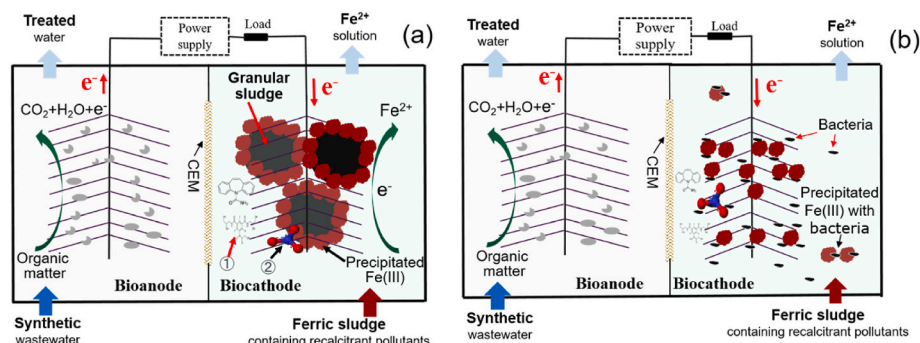 Treated
water
Power
supply
Load
Fe²⁺
solution
(a)
e⁻
e⁻
CO₂+H₂O+e⁻
Granular
sludge
Fe²⁺
CEM
e⁻
①
②
Organic
matter
Precipitated
Fe(III)
Bioanode
Biocathode
Synthetic
wastewater
Ferric sludge
containing recalcitrant pollutants
Treated
water
Power
supply
Load
Fe²⁺
solution
(b)
e⁻
e⁻
CO₂+H₂O+e⁻
Bacteria
CEM
Precipitated
Fe(III) with
bacteria
Organic
matter
Bioanode
Biocathode
Synthetic
wastewater
Ferric sludge
containing recalcitrant pollutants